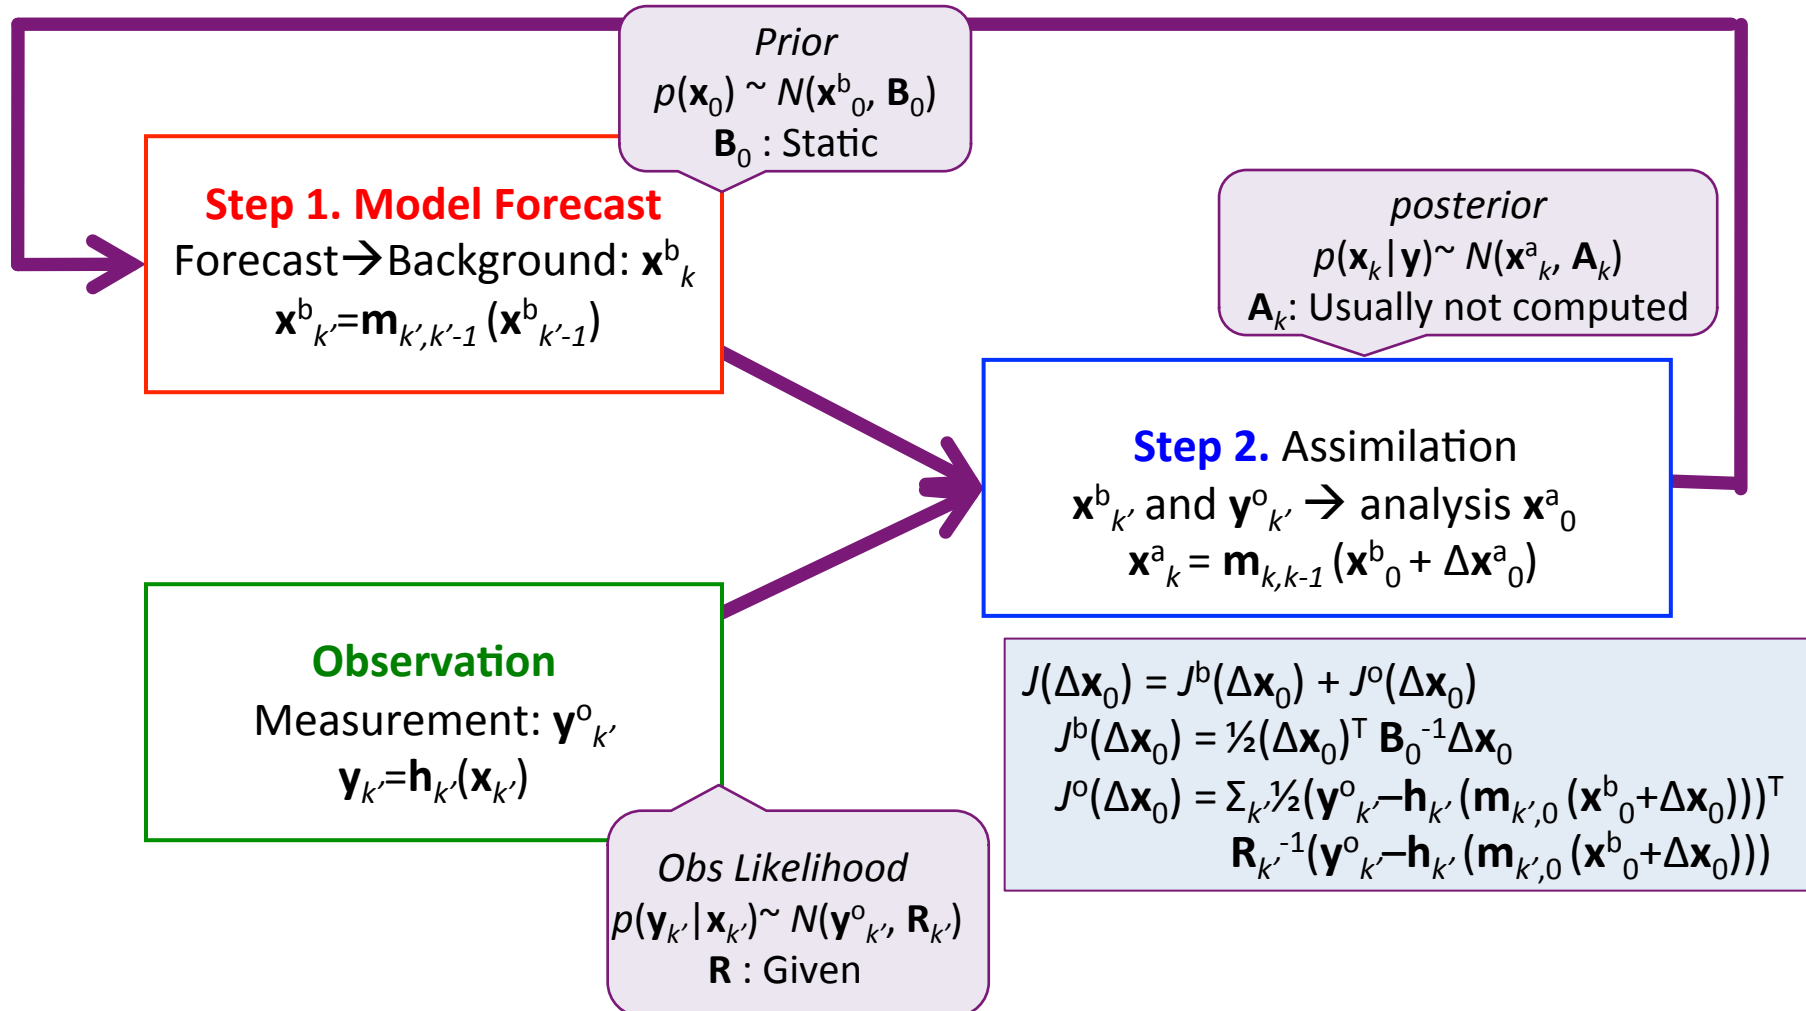 Prior
p(x₀) ~ N(xᵇ₀, B₀)
B₀ : Static
Step 1. Model Forecast
Forecast→Background: xᵇₖ
xᵇₖ′=mₖ′,ₖ′₋₁ (xᵇₖ′₋₁)
posterior
p(xₖ|y)~ N(xᵃₖ, Aₖ)
Aₖ: Usually not computed
Step 2. Assimilation
xᵇₖ′ and yᵒₖ′ → analysis xᵃ₀
xᵃₖ = mₖ,ₖ₋₁ (xᵇ₀ + Δxᵃ₀)
Observation
Measurement: yᵒₖ′
yₖ′=hₖ′(xₖ′)
Obs Likelihood
p(yₖ′|xₖ′)~ N(yᵒₖ′, Rₖ′)
R : Given
J(Δx₀) = Jᵇ(Δx₀) + Jᵒ(Δx₀)
Jᵇ(Δx₀) = ½(Δx₀)ᵀ B₀⁻¹Δx₀
Jᵒ(Δx₀) = Σₖ′½(yᵒₖ′–hₖ′ (mₖ′,₀ (xᵇ₀+Δx₀)))ᵀ
Rₖ′⁻¹(yᵒₖ′–hₖ′ (mₖ′,₀ (xᵇ₀+Δx₀)))